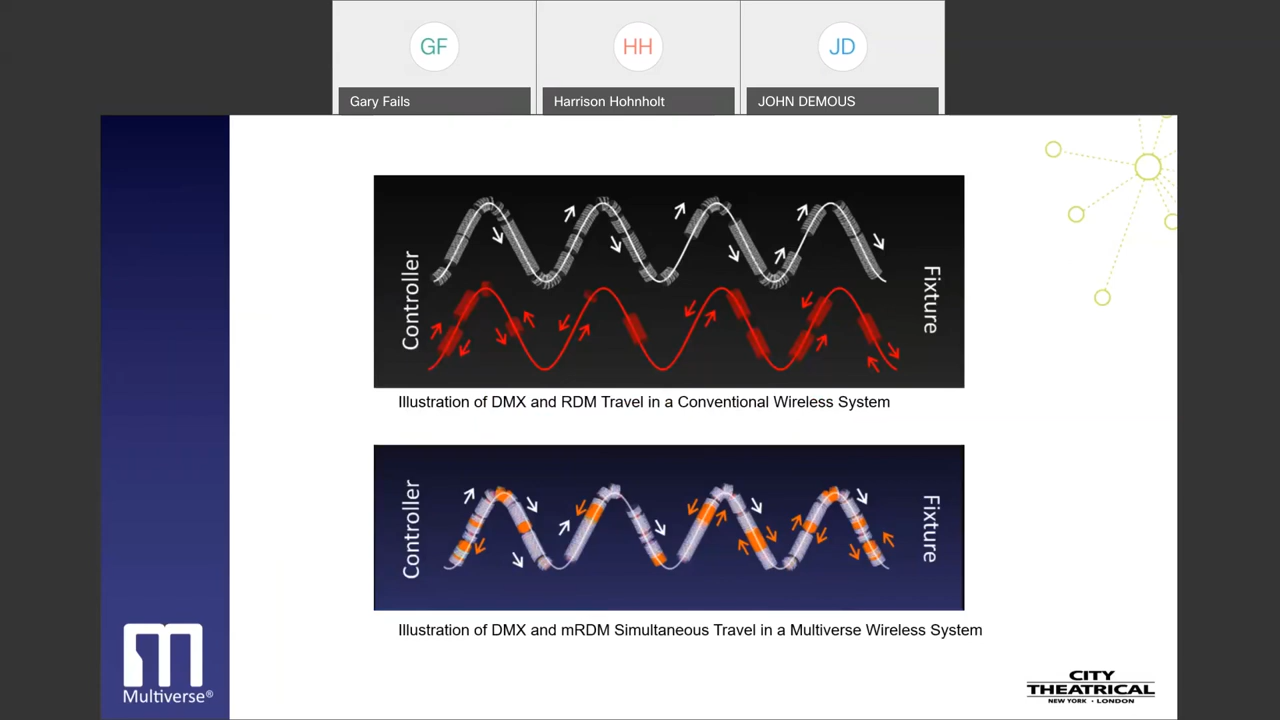 GF
HH
JD
Gary Fails
Harrison Hohnholt
JOHN DEMOUS
Controller
Fixture
Illustration of DMX and RDM Travel in a Conventional Wireless System
Controller
Fixture
Illustration of DMX and mRDM Simultaneous Travel in a Multiverse Wireless System
Multiverse®
CITY
THEATRICAL
NEW YORK • LONDON